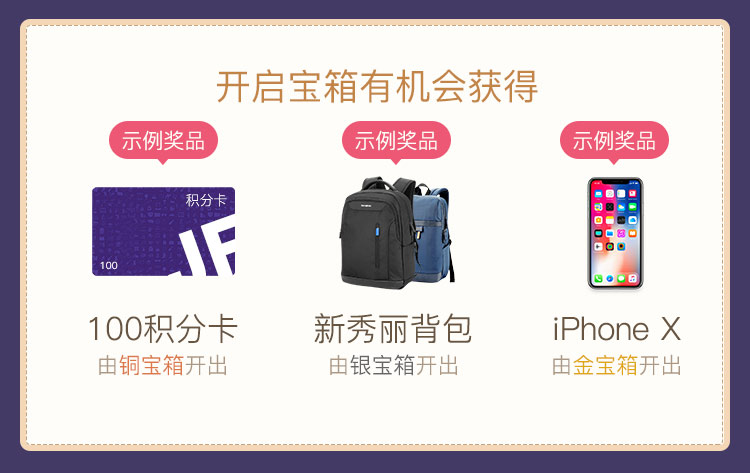 开启宝箱有机会获得
示例奖品 示例奖品 示例奖品
积分卡
100
100积分卡 新秀丽背包 iPhone X
由铜宝箱开出 由银宝箱开出 由金宝箱开出